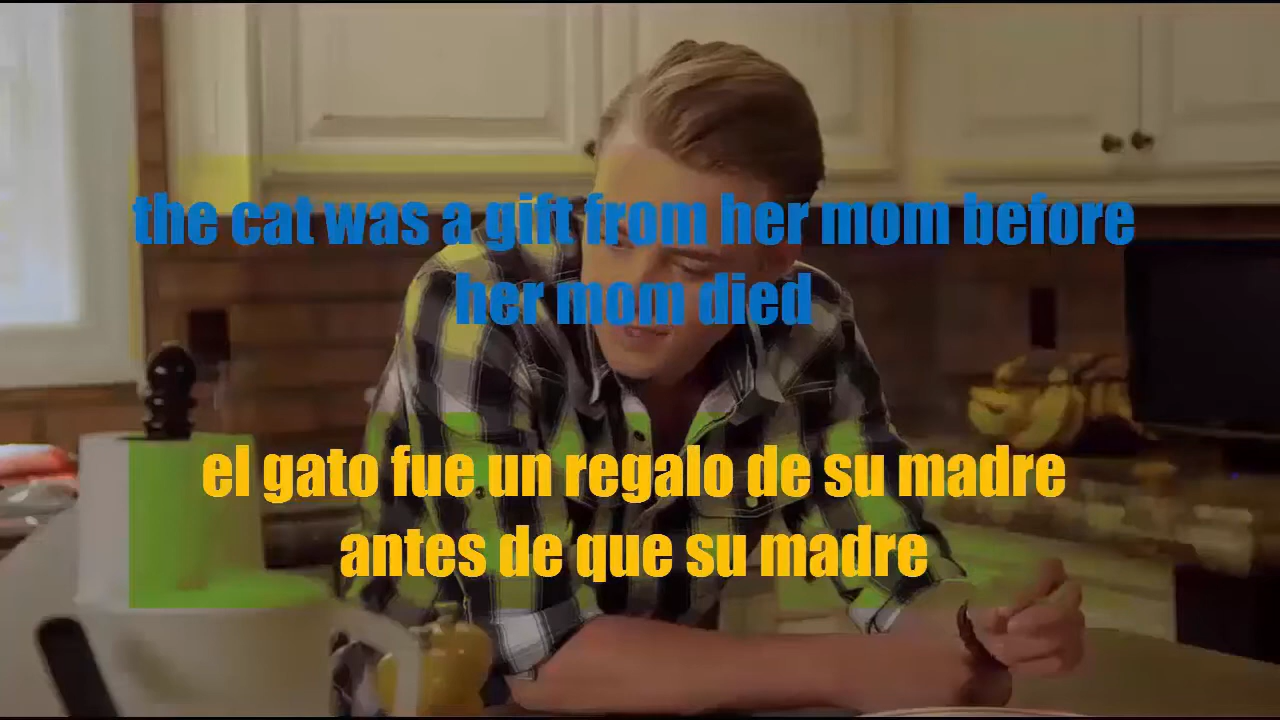 the cat was a gift from her mom before
her mom died
el gato fue un regalo de su madre
antes de que su madre